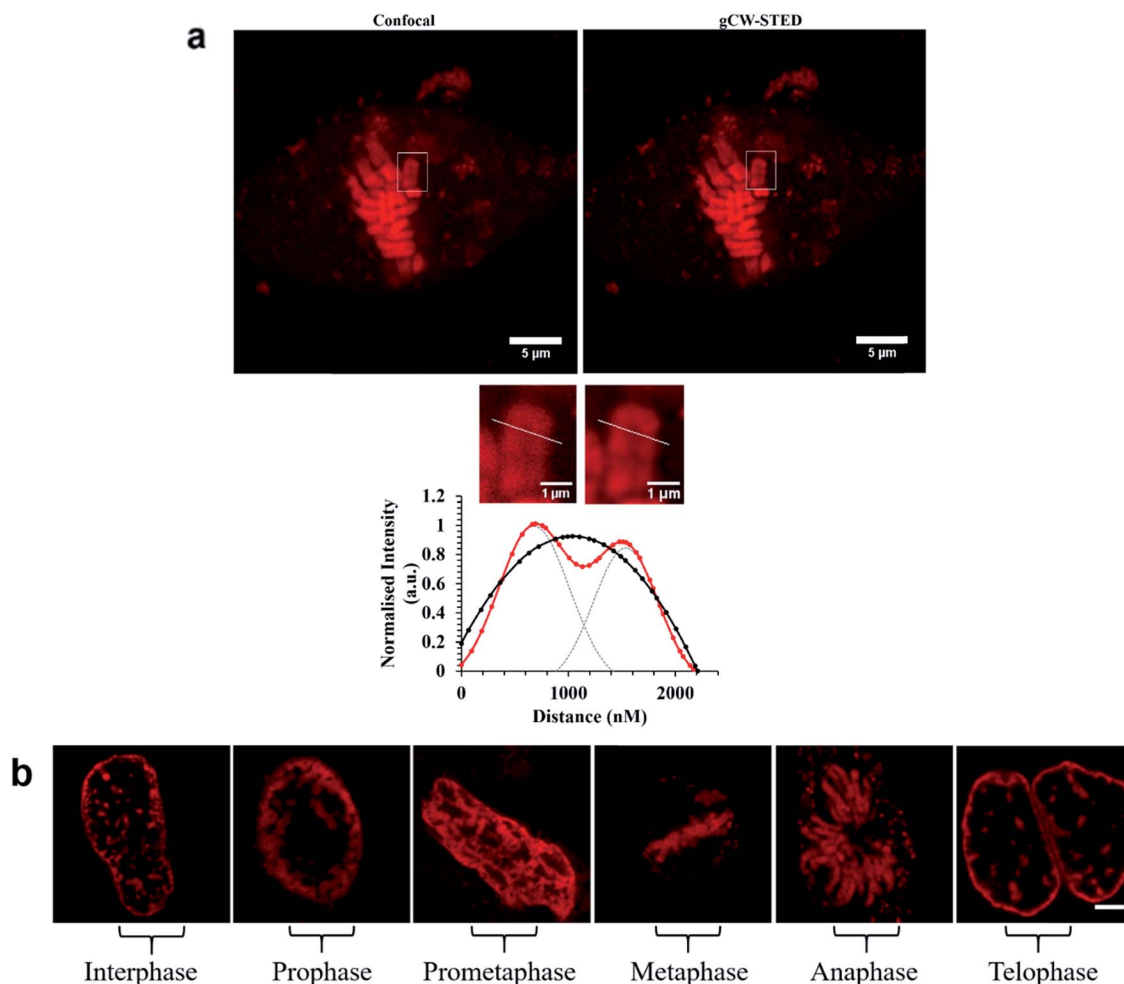 Confocal
gCW-STED
a
5 µm
5 µm
1 µm
1 µm
Normalised Intensity
(a.u.)
1.2
1
0.8
0.6
0.4
0.2
0
0
1000
2000
Distance (nM)
b
Interphase
Prophase
Prometaphase
Metaphase
Anaphase
Telophase